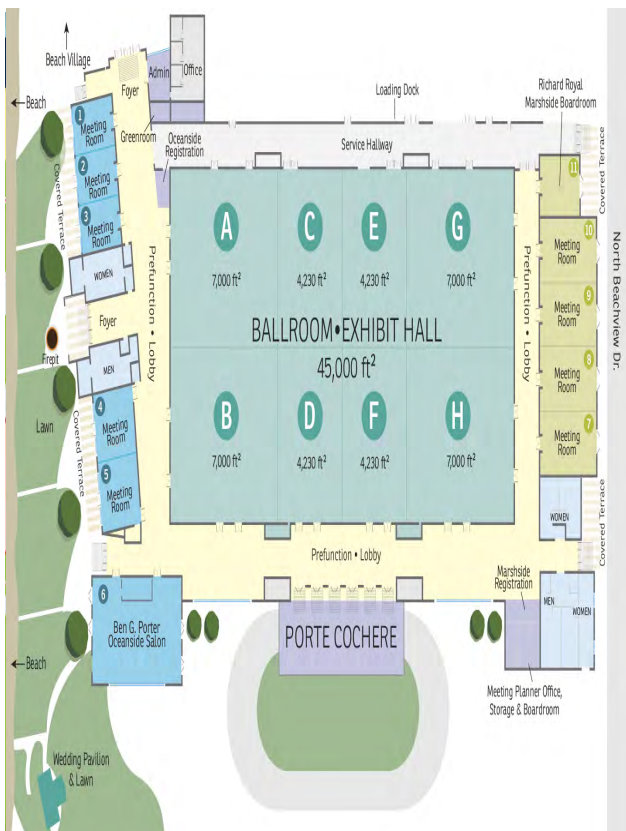 Beach Village
Beach
Foyer
Admin
Office
Greenroom
Oceanside
Registration
Loading Dock
Service Hallway
Richard Royal
Marshside Boardroom
Covered Terrace
11
1
Meeting
Room
2
Meeting
Room
3
Meeting
Room
Covered Terrace
WOMEN
Foyer
Firepit
MEN
Lawn
4
Meeting
Room
5
Meeting
Room
Covered Terrace
Prefunction • Lobby
A
7,000 ft²
C
4,230 ft²
E
4,230 ft²
G
7,000 ft²
BALLROOM•EXHIBIT HALL
45,000 ft²
B
7,000 ft²
D
4,230 ft²
F
4,230 ft²
H
7,000 ft²
Prefunction • Lobby
10
Meeting
Room
9
Meeting
Room
8
Meeting
Room
7
Meeting
Room
North Beachview Dr.
WOMEN
Covered Terrace
Prefunction • Lobby
Marshside
Registration
MEN
WOMEN
6
Ben G. Porter
Oceanside Salon
PORTE COCHERE
Beach
Meeting Planner Office,
Storage & Boardroom
Wedding Pavilion
& Lawn